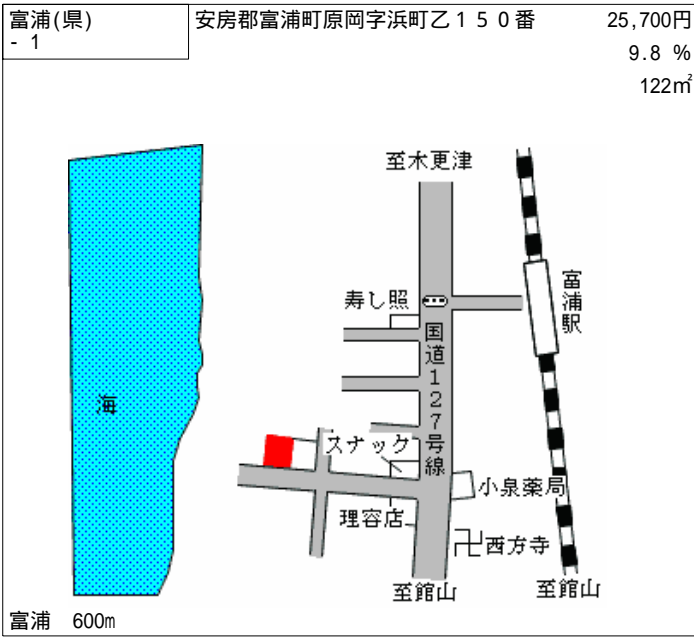 富浦(県)
- 1
安房郡富浦町原岡字浜町乙１５０番
25,700円
9.8 %
122㎡
至木更津
寿し照
富浦駅
国道127号線
海
スナック
小泉薬局
理容店
西方寺
至館山
至館山
富浦 600m